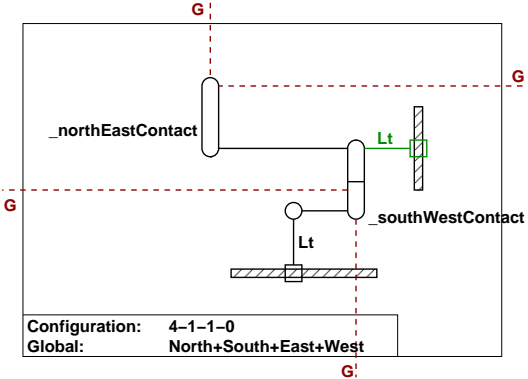 G
G
_northEastContact
Lt
G
_southWestContact
Lt
Configuration: 4–1–1–0
Global: North+South+East+West
G